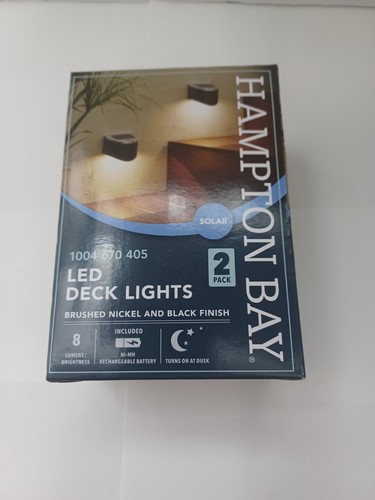 HAMPTON BAY®
SOLAR
1004 670 405
2
PACK
LED
DECK LIGHTS
BRUSHED NICKEL AND BLACK FINISH
8
LUMENS /
BRIGHTNESS
INCLUDED
NI-MH
RECHARGEABLE BATTERY
TURNS ON AT DUSK